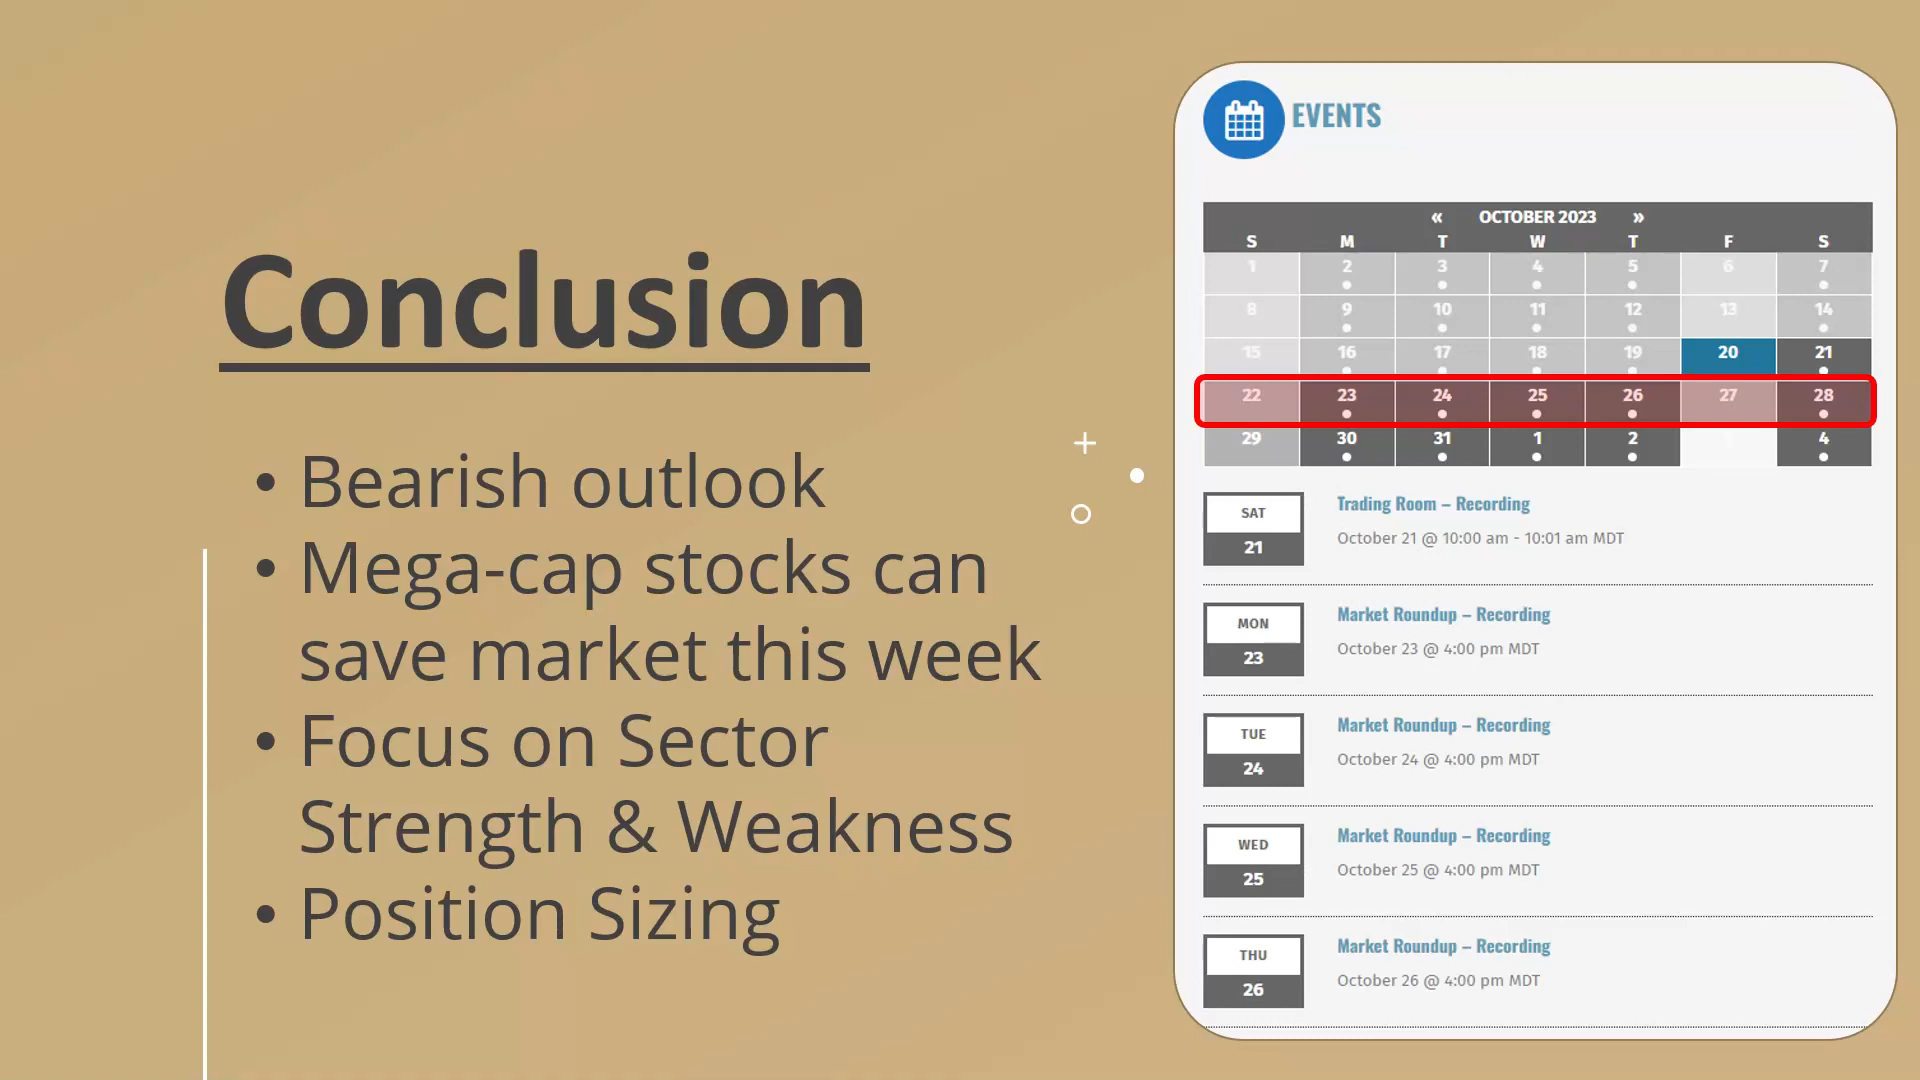 Conclusion
• Bearish outlook
• Mega-cap stocks can
save market this week
• Focus on Sector
Strength & Weakness
• Position Sizing
EVENTS
« OCTOBER 2023 »
S M T W T F S
1 2 3 4 5 6 7
8 9 10 11 12 13 14
15 16 17 18 19 20 21
22 23 24 25 26 27 28
29 30 31 1 2 4
SAT
21
Trading Room – Recording
October 21 @ 10:00 am - 10:01 am MDT
MON
23
Market Roundup – Recording
October 23 @ 4:00 pm MDT
TUE
24
Market Roundup – Recording
October 24 @ 4:00 pm MDT
WED
25
Market Roundup – Recording
October 25 @ 4:00 pm MDT
THU
26
Market Roundup – Recording
October 26 @ 4:00 pm MDT